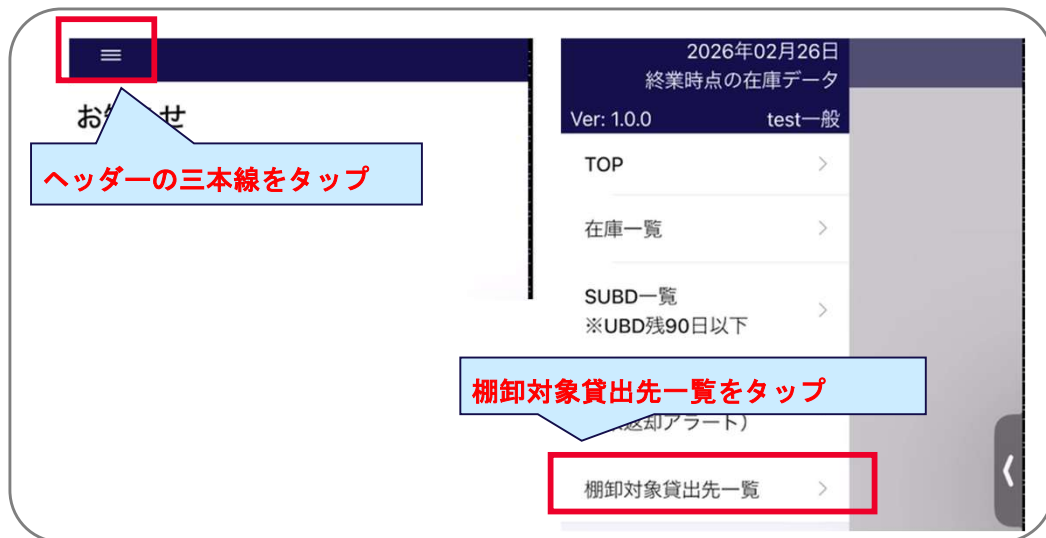 お
せ
ヘッダーの三本線をタップ
2026年02月26日
終業時点の在庫データ
Ver: 1.0.0
test一般
TOP
在庫一覧
SUBD一覧
※UBD残90日以下
棚卸対象貸出先一覧をタップ
返却アラート）
棚卸対象貸出先一覧